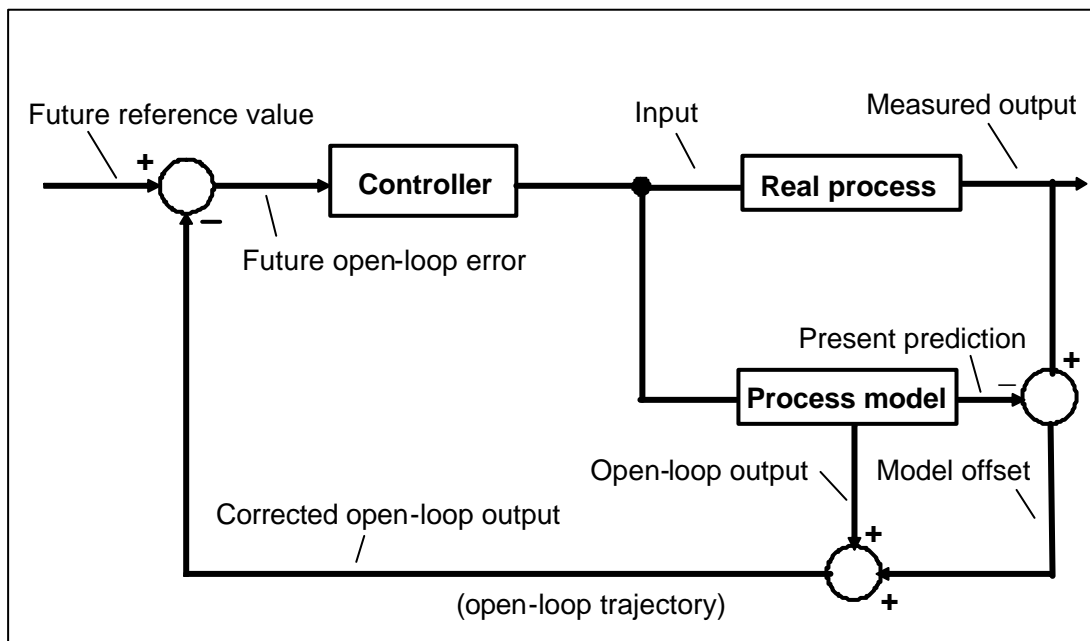 Future reference value
Input
Measured output
+
Controller
Real process
−
Future open-loop error
Present prediction
+
−
Process model
Open-loop output
Model offset
Corrected open-loop output
+
+
(open-loop trajectory)